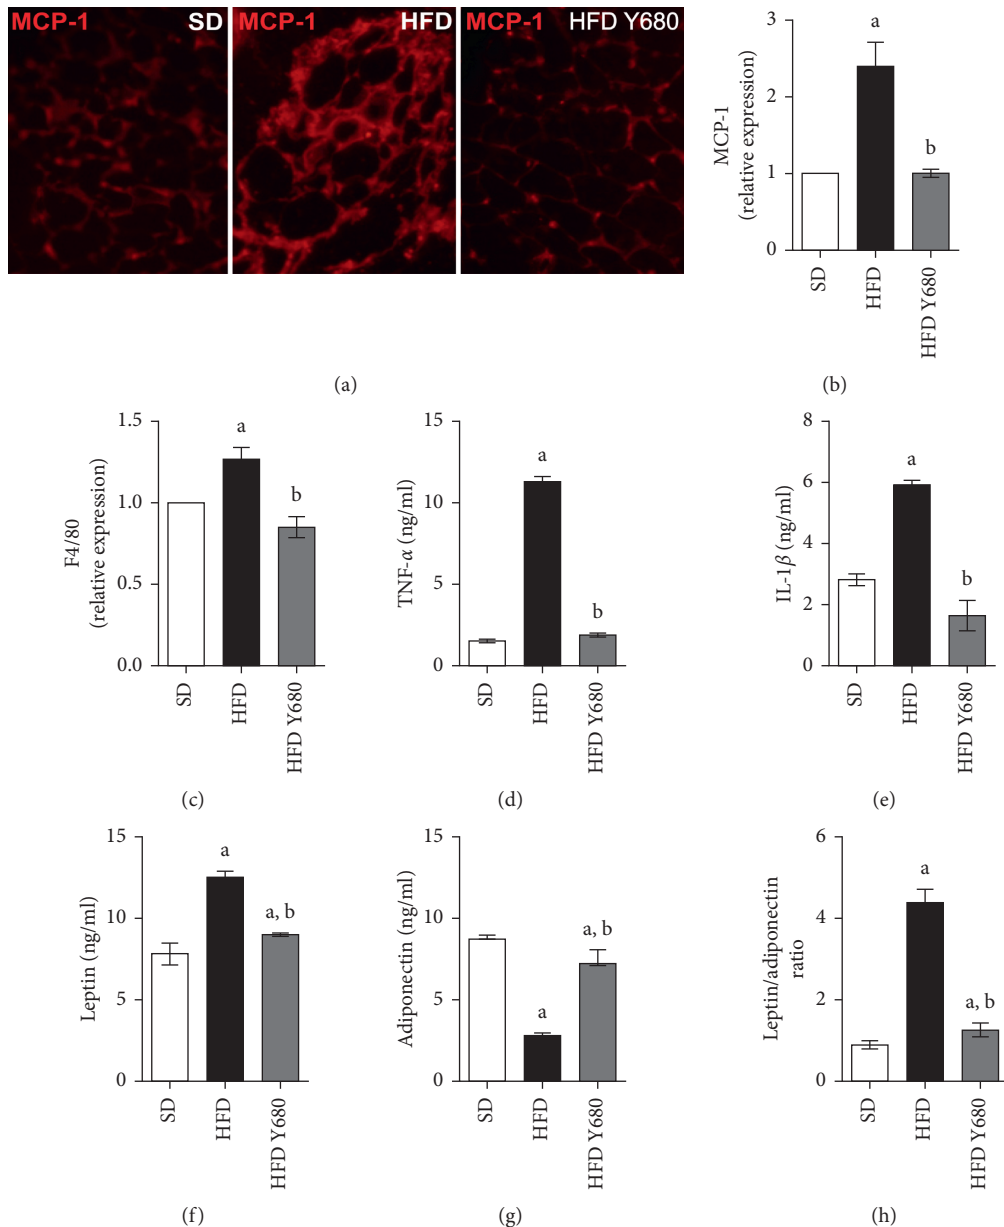 MCP-1 SD
MCP-1 HFD
MCP-1 HFD Y680
(a)
MCP-1
(relative expression)
3
2
1
0
a
b
SD
HFD
HFD Y680
(b)
F4/80
(relative expression)
1.5
1.0
0.5
0.0
a
b
SD
HFD
HFD Y680
(c)
TNF-α (ng/ml)
15
10
5
0
a
b
SD
HFD
HFD Y680
(d)
IL-1β (ng/ml)
8
6
4
2
0
a
b
SD
HFD
HFD Y680
(e)
Leptin (ng/ml)
15
10
5
0
a
a, b
SD
HFD
HFD Y680
(f)
Adiponectin (ng/ml)
15
10
5
0
a
a, b
SD
HFD
HFD Y680
(g)
Leptin/adiponectin
ratio
6
4
2
0
a
a, b
SD
HFD
HFD Y680
(h)